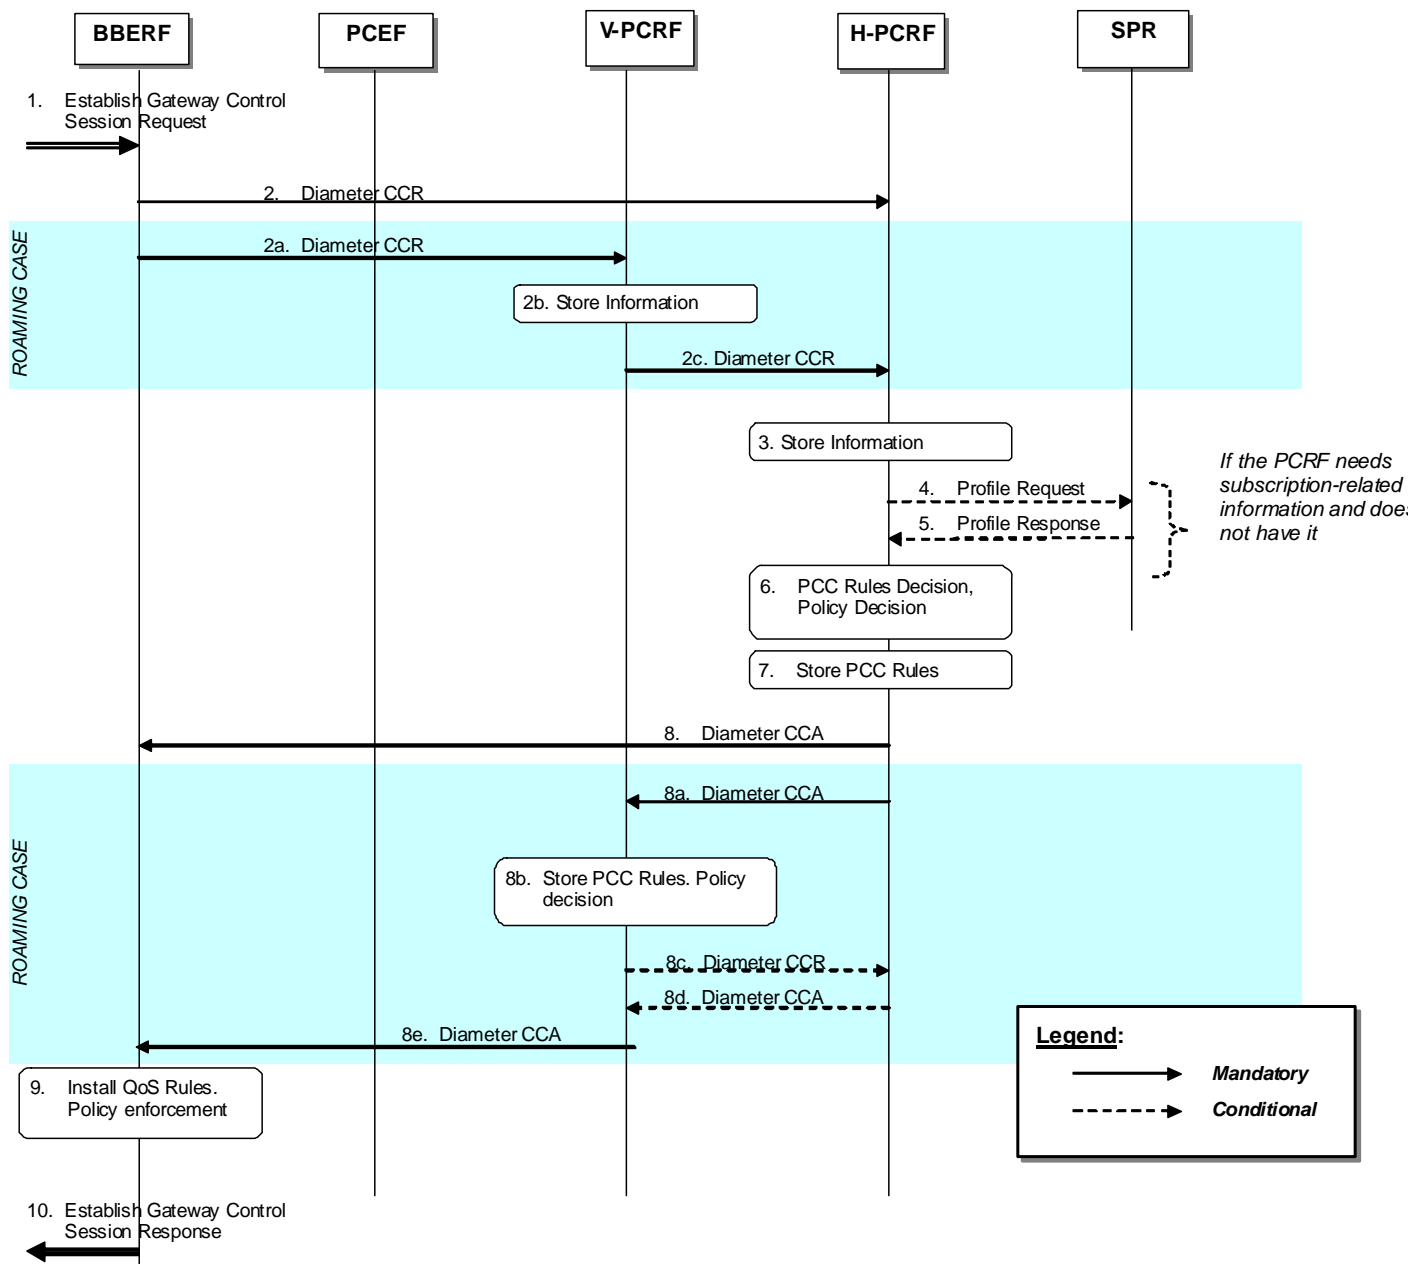 BBERF
PCEF
V-PCRF
H-PCRF
SPR
1. Establish Gateway Control
Session Request
2. Diameter CCR
ROAMING CASE
2a. Diameter CCR
2b. Store Information
2c. Diameter CCR
3. Store Information
4. Profile Request
5. Profile Response
If the PCRF needs
subscription-related
information and does
not have it
6. PCC Rules Decision,
Policy Decision
7. Store PCC Rules
8. Diameter CCA
ROAMING CASE
8a. Diameter CCA
8b. Store PCC Rules. Policy
decision
8c. Diameter CCR
8d. Diameter CCA
8e. Diameter CCA
Legend:
Mandatory
Conditional
9. Install QoS Rules.
Policy enforcement
10. Establish Gateway Control
Session Response